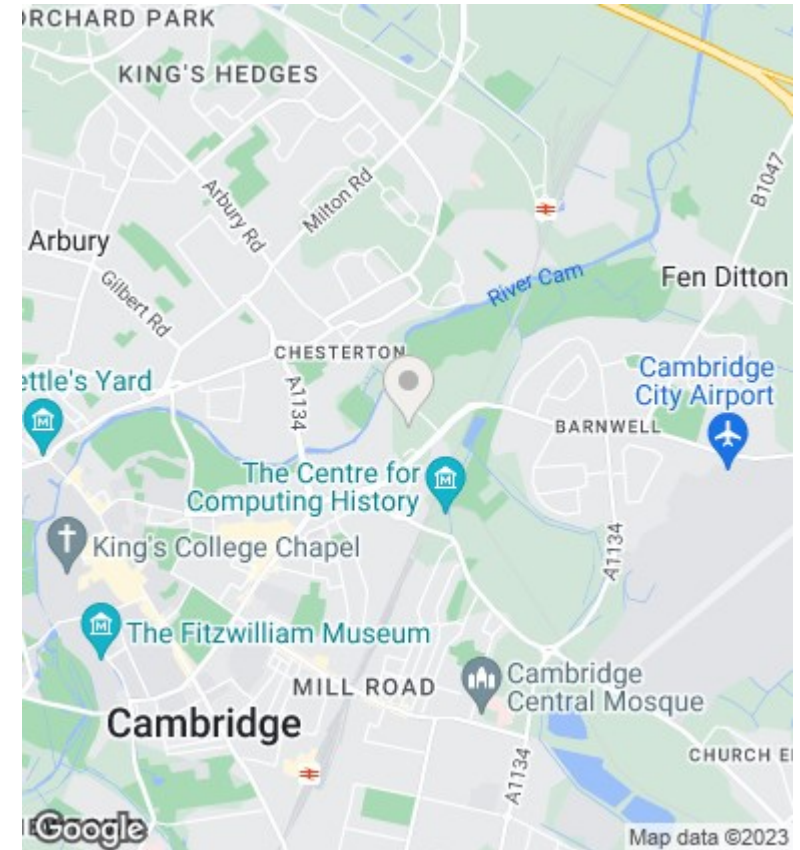 ORCHARD PARK
KING'S HEDGES
B1047
Arbury Rd
Milton Rd
Arbury
River Cam
Fen Ditton
Gilbert Rd
CHESTERTON
ettle's Yard
A1134
Cambridge
City Airport
BARNWELL
The Centre for
Computing History
King's College Chapel
A1134
The Fitzwilliam Museum
MILL ROAD
Cambridge
Central Mosque
Cambridge
CHURCH E
A1134
Google
Map data ©2023